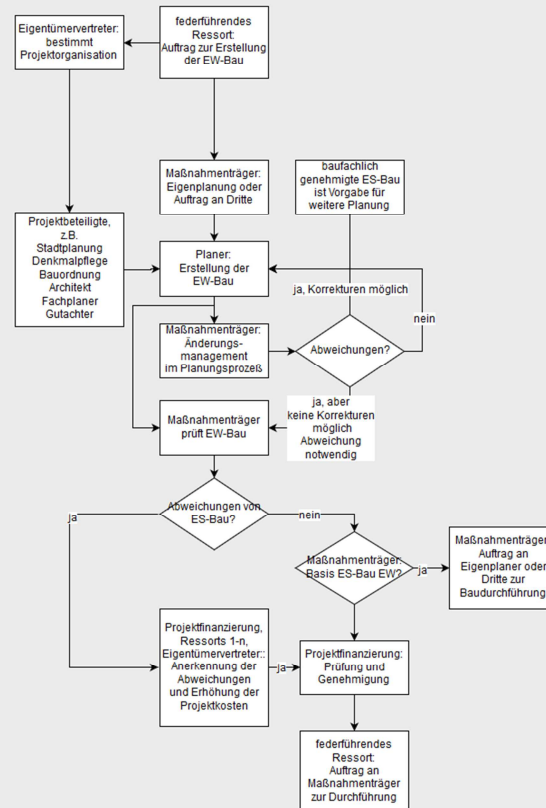 Eigentümervertreter:
bestimmt
Projektorganisation
federführendes
Ressort:
Auftrag zur Erstellung
der EW-Bau
Maßnahmenträger:
Eigenplanung oder
Auftrag an Dritte
baufachlich
genehmigte ES-Bau
ist Vorgabe für
weitere Planung
Projektbeteiligte,
z.B.
Stadtplanung
Denkmalpflege
Bauordnung
Architekt
Fachplaner
Gutachter
Planer:
Erstellung der
EW-Bau
ja, Korrekturen möglich
nein
Maßnahmenträger:
Änderungs-
management
im Planungsprozeß
Abweichungen?
ja, aber
keine Korrekturen
möglich
Abweichung
notwendig
Maßnahmenträger
prüft EW-Bau
Abweichungen von
ES-Bau?
ja
nein
Maßnahmenträger:
Basis ES-Bau EW?
ja
Maßnahmenträger:
Auftrag an
Eigenplaner oder
Dritte zur
Baudurchführung
Projektfinanzierung,
Ressorts 1-n,
Eigentümervertreter::
Anerkennung der
Abweichungen
und Erhöhung der
Projektkosten
ja
Projektfinanzierung:
Prüfung und
Genehmigung
federführendes
Ressort:
Auftrag an
Maßnahmenträger
zur Durchführung